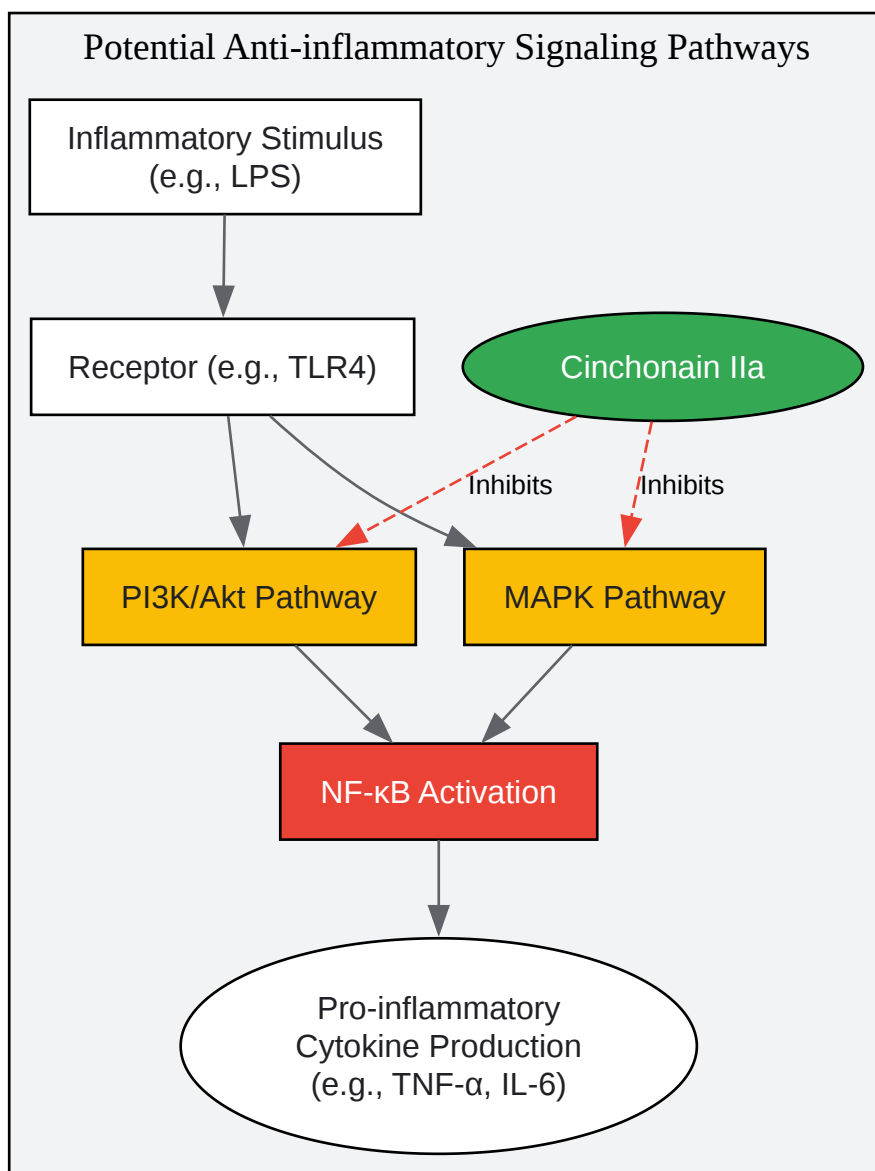 Potential Anti-inflammatory Signaling Pathways
Inflammatory Stimulus
(e.g., LPS)
Receptor (e.g., TLR4)
Cinchonain IIa
Inhibits
Inhibits
PI3K/Akt Pathway
MAPK Pathway
NF-κB Activation
Pro-inflammatory
Cytokine Production
(e.g., TNF-α, IL-6)